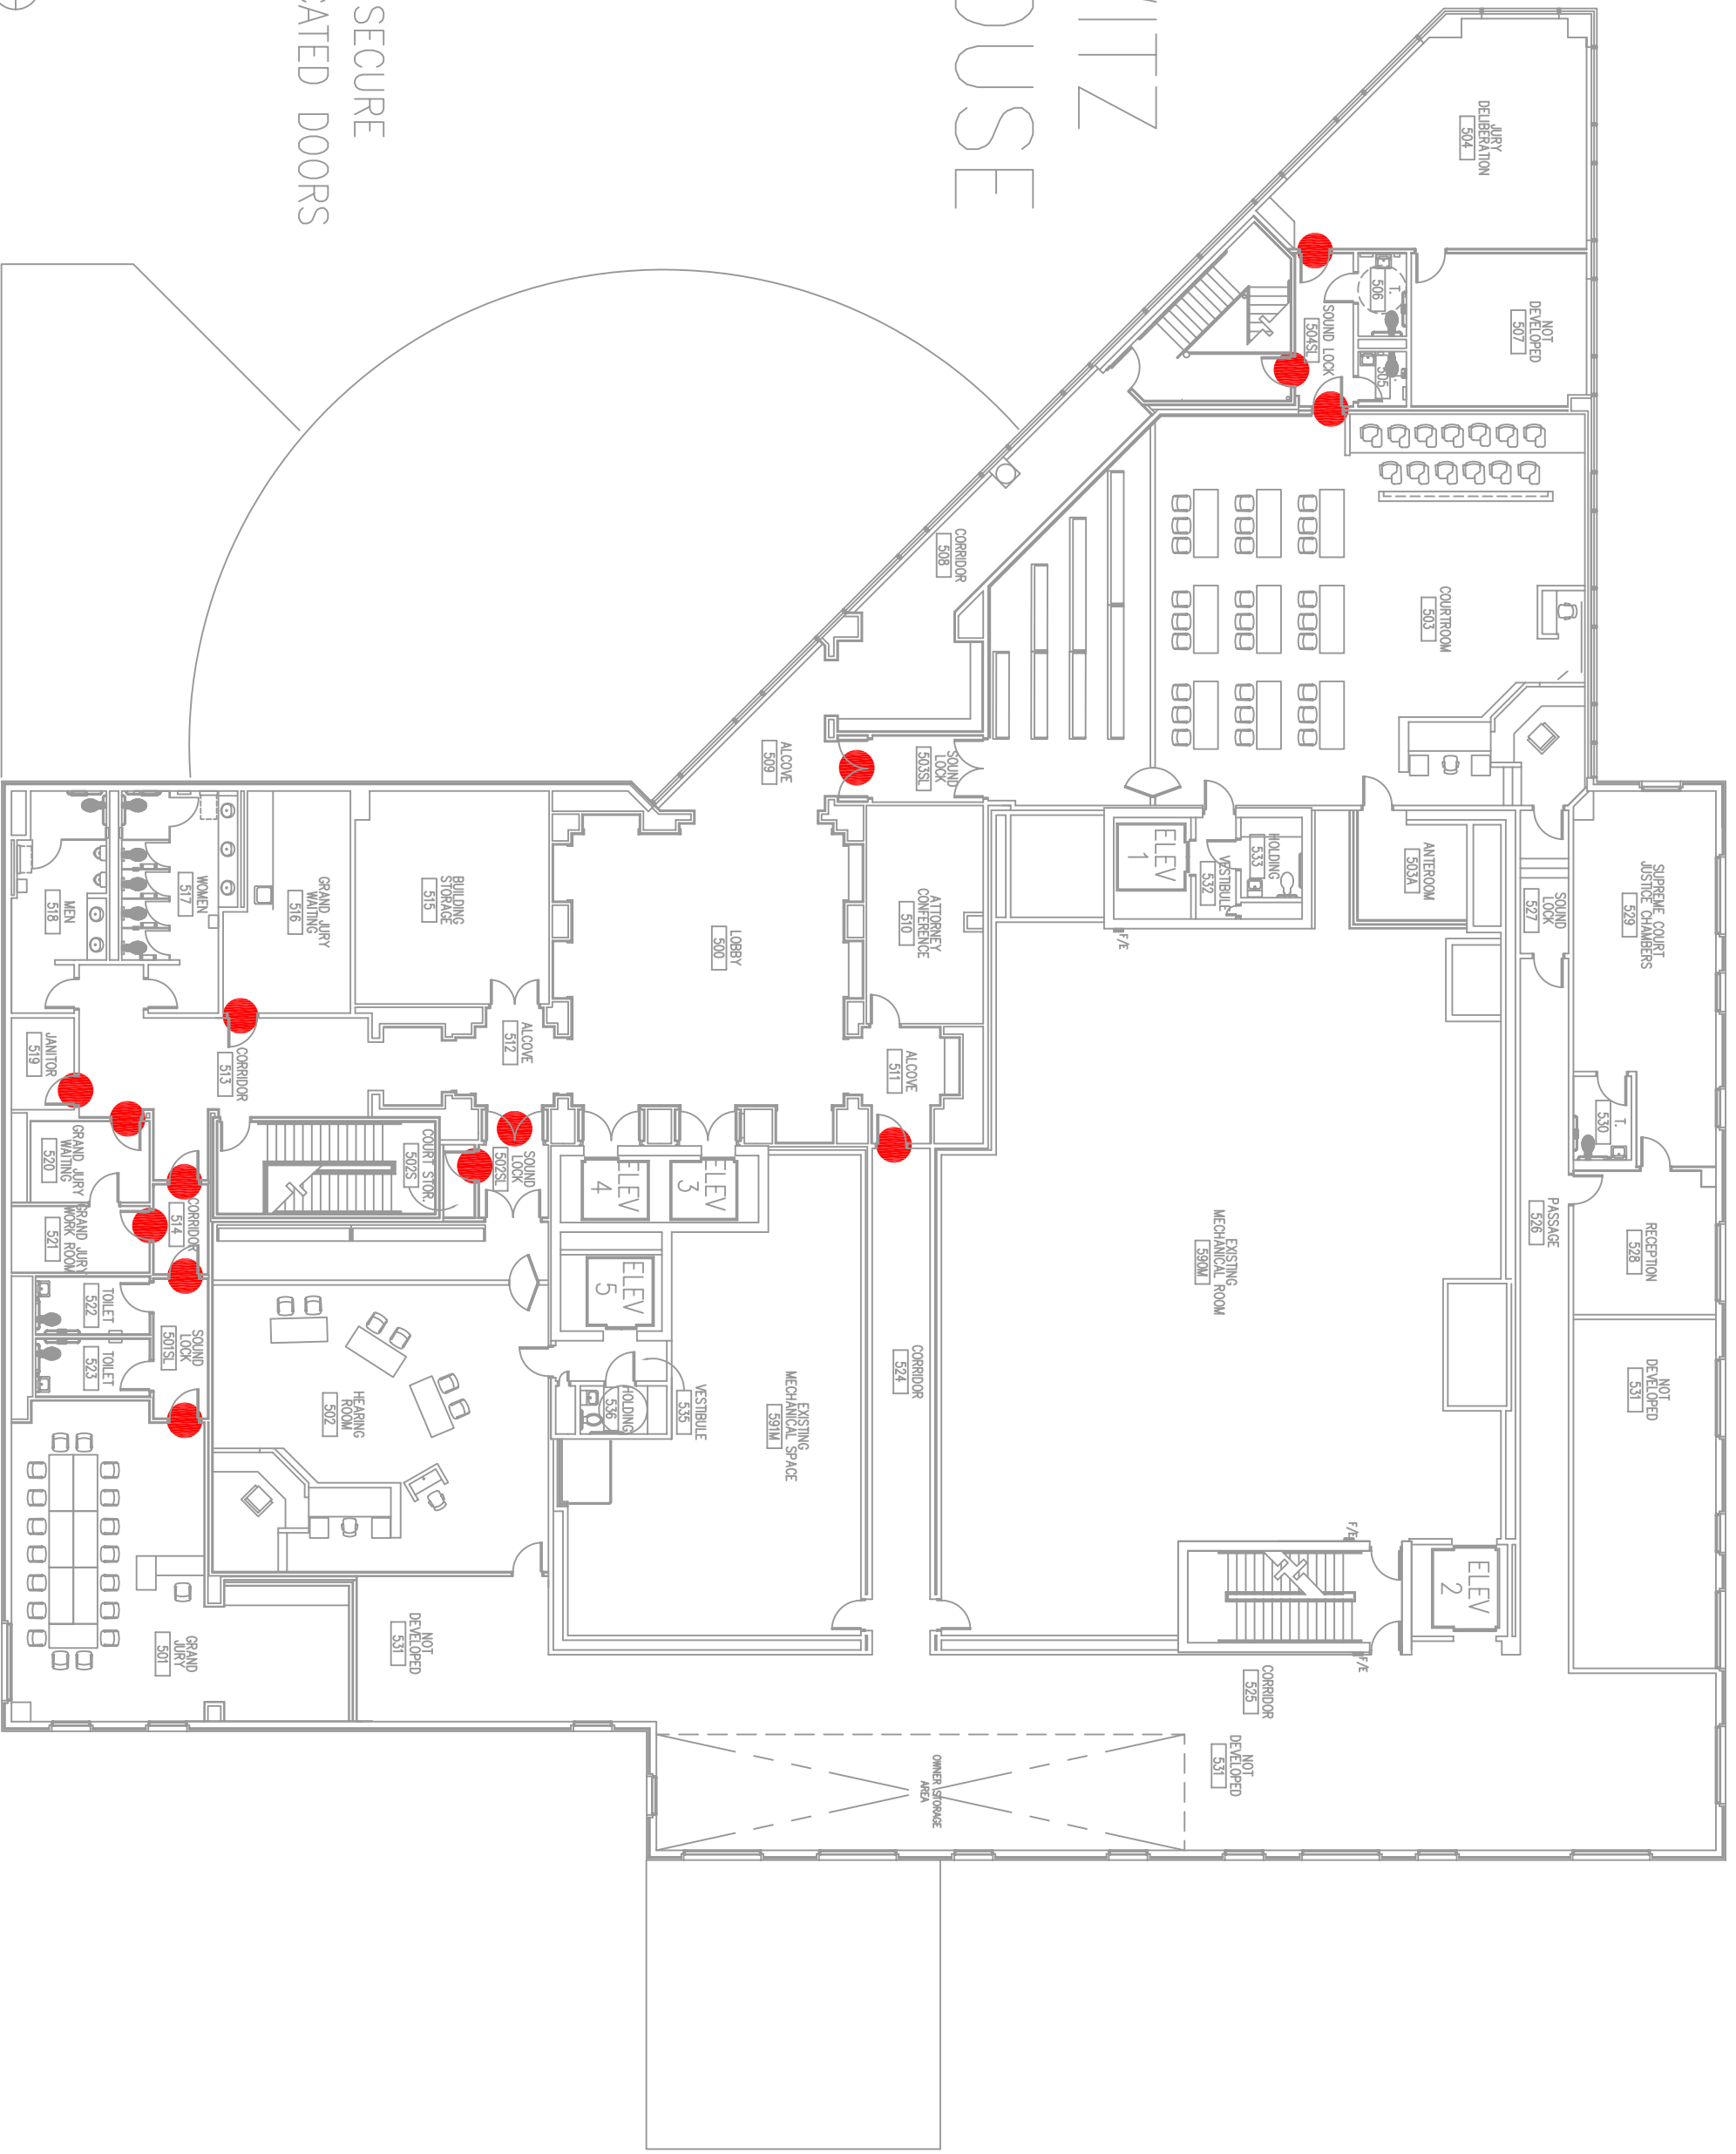 VITZ
OUSE
SECURE
CATED DOORS
JURY
DELIBERATION
504
NOT
DEVELOPED
507
T.
506
505
SOUND LOCK
504SL
COURTROOM
503
CORRIDOR
508
ALCOVE
509
SOUND
LOCK
503SL
ELEV
1
HOLDING
533
VESTIBULE
532
ANTEROOM
503A
SOUND
LOCK
527
SUPREME COURT
JUSTICE CHAMBERS
529
F/E
ATTORNEY
CONFERENCE
510
LOBBY
500
BUILDING
STORAGE
515
GRAND JURY
WAITING
516
WOMEN
517
MEN
518
ALCOVE
511
ALCOVE
512
CORRIDOR
513
JANITOR
519
T.
530
GRAND JURY
WAITING
520
GRAND JURY
WORK ROOM
521
CORRIDOR
514
COURT STOR.
502S
SOUND
LOCK
502SL
ELEV
4
ELEV
3
ELEV
5
EXISTING
MECHANICAL ROOM
590M
PASSAGE
526
RECEPTION
528
TOILET
522
TOILET
523
SOUND
LOCK
501SL
HEARING
ROOM
502
HOLDING
536
VESTIBULE
535
EXISTING
MECHANICAL SPACE
591M
CORRIDOR
524
NOT
DEVELOPED
531
F/E
ELEV
2
F/E
GRAND
JURY
501
NOT
DEVELOPED
531
CORRIDOR
525
NOT
DEVELOPED
531
OWNER STORAGE
AREA